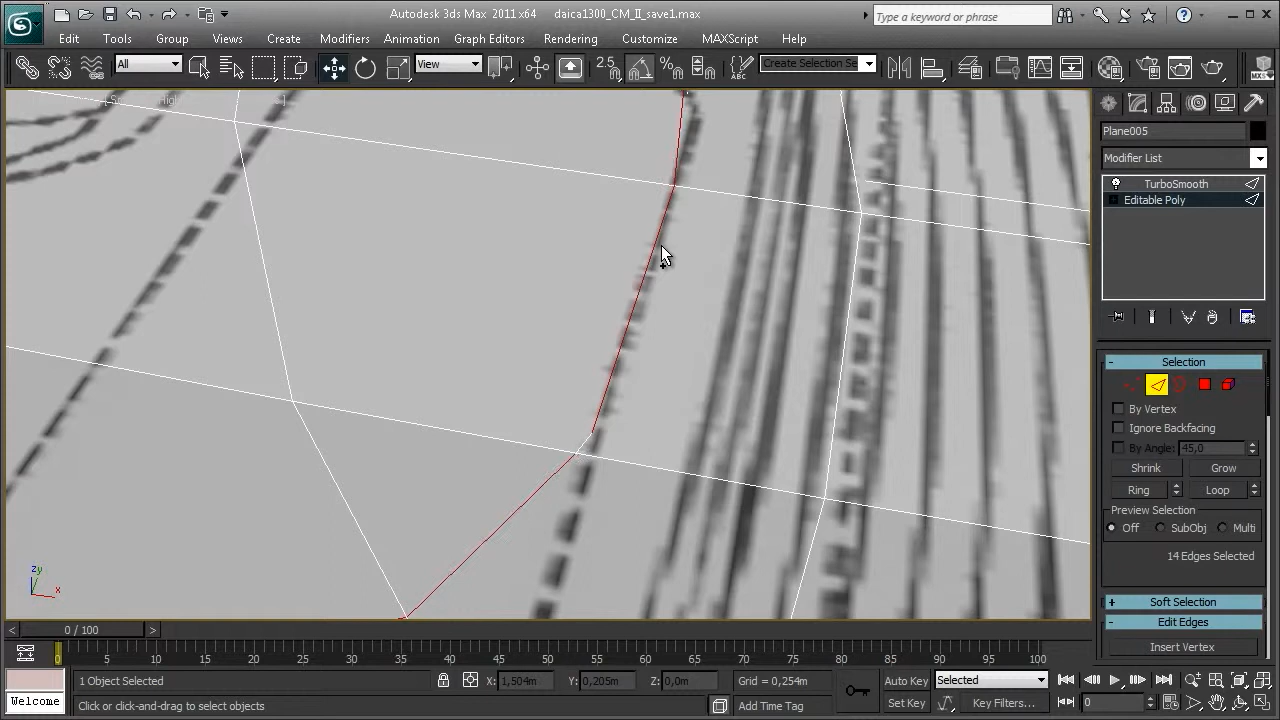 Autodesk 3ds Max 2011 x64 daica1300_CM_II_save1.max
Type a keyword or phrase
Edit Tools Group Views Create Modifiers Animation Graph Editors Rendering Customize MAXScript Help
All View 2.5 Create Selection Se
Plane005
Modifier List
TurboSmooth
Editable Poly
Selection
By Vertex
Ignore Backfacing
By Angle: 45,0
Shrink Grow
Ring Loop
Preview Selection
Off SubObj Multi
14 Edges Selected
Soft Selection
Edit Edges
Insert Vertex
zy
x
0 / 100
0 5 10 15 20 25 30 35 40 45 50 55 60 65 70 75 80 85 90 95 100
1 Object Selected X: 1,504m Y: 0,205m Z: 0,0m Grid = 0,254m Auto Key Selected
Welcome Click or click-and-drag to select objects Add Time Tag Set Key Key Filters... 0